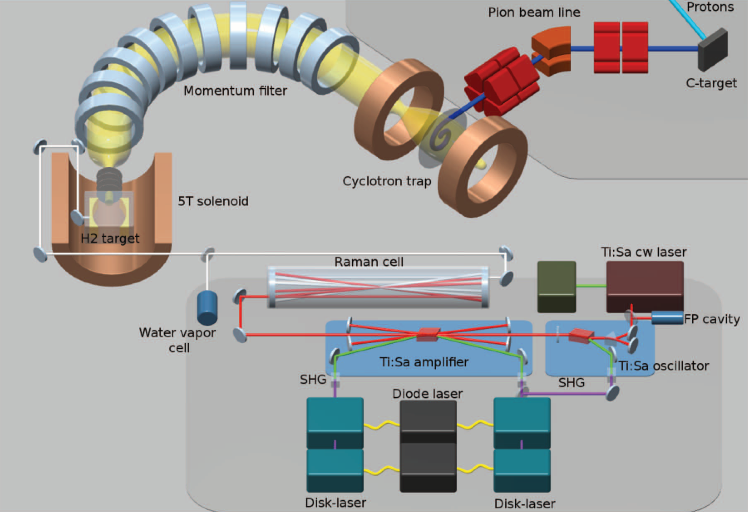 Protons
Pion beam line
C-target
Momentum filter
Cyclotron trap
5T solenoid
H2 target
Raman cell
Ti:Sa cw laser
FP cavity
Water vapor
cell
Ti:Sa amplifier
Ti:Sa oscillator
SHG
SHG
Diode laser
Disk-laser
Disk-laser